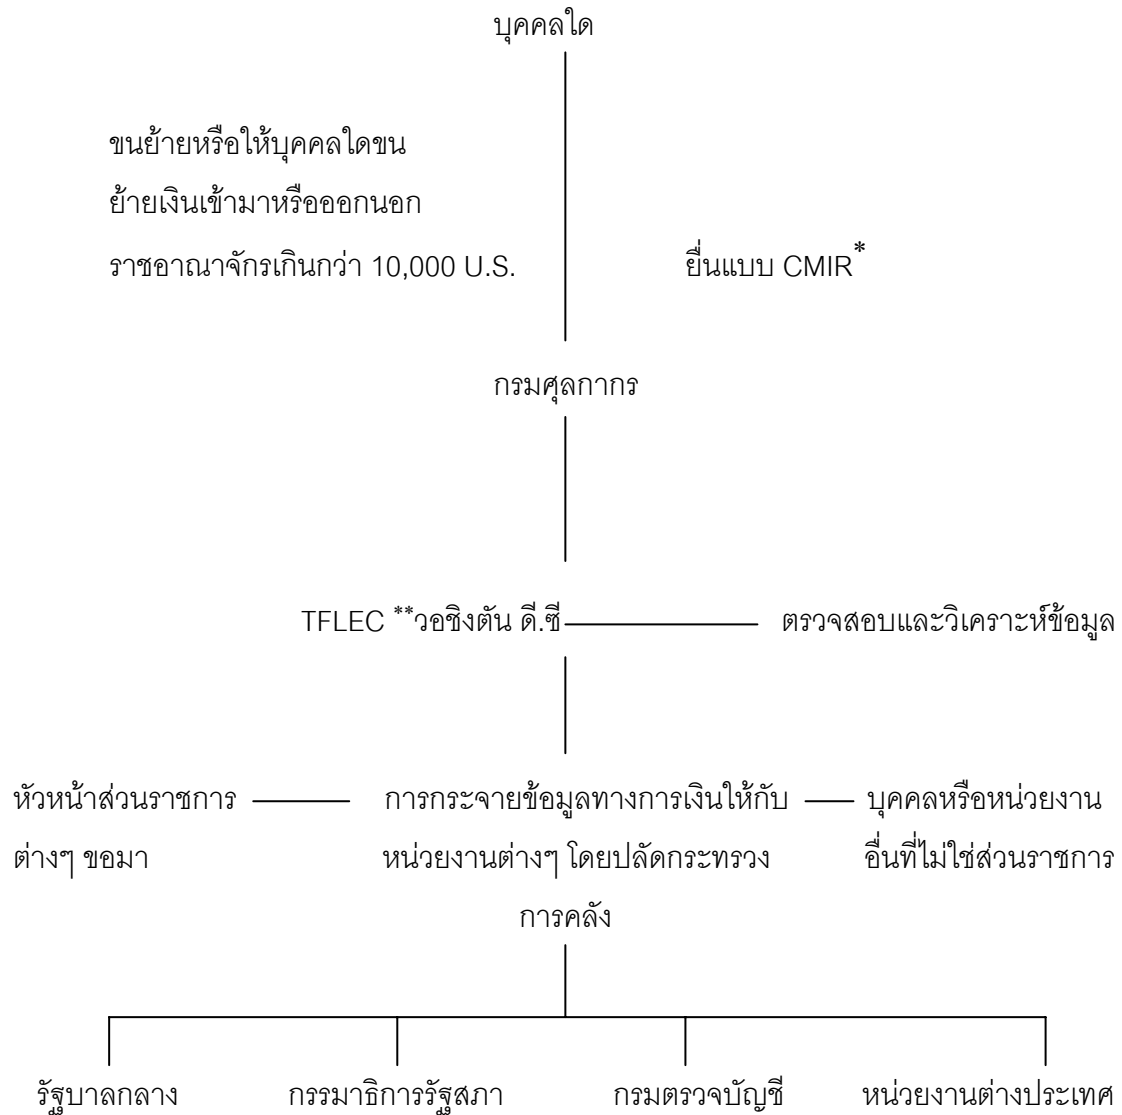 บุคคลใด
ขนย้ายหรือให้บุคคลใดขน
ย้ายเงินเข้ามาหรือออกนอก
ราชอาณาจักรเกินกว่า 10,000 U.S.
ยื่นแบบ CMIR*
กรมศุลกากร
TFLEC **วอชิงตัน ดี.ซี
ตรวจสอบและวิเคราะห์ข้อมูล
หัวหน้าส่วนราชการ
ต่างๆ ขอมา
การกระจายข้อมูลทางการเงินให้กับ
หน่วยงานต่างๆ โดยปลัดกระทรวง
การคลัง
บุคคลหรือหน่วยงาน
อื่นที่ไม่ใช่ส่วนราชการ
รัฐบาลกลาง
กรรมาธิการรัฐสภา
กรมตรวจบัญชี
หน่วยงานต่างประเทศ